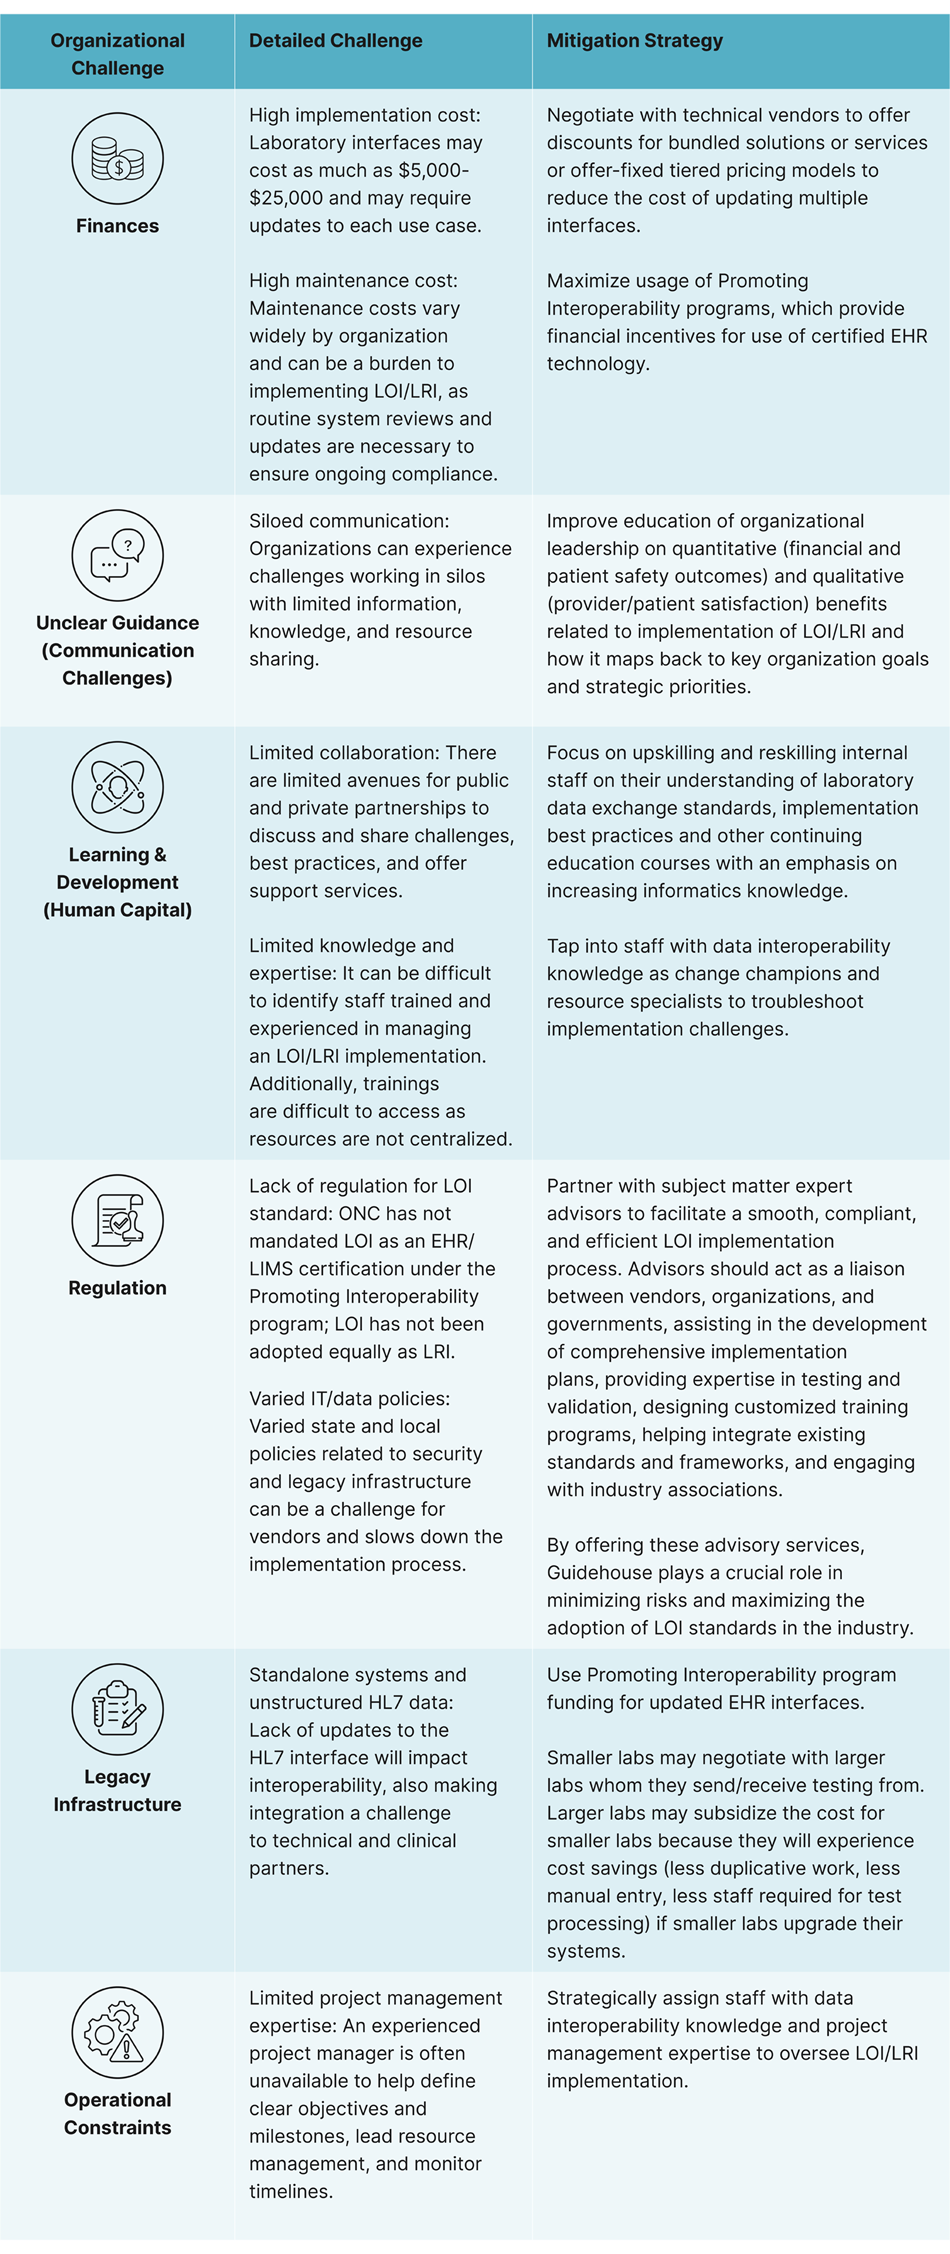 Organizational
Challenge
Detailed Challenge
Mitigation Strategy
$
Finances
High implementation cost:
Laboratory interfaces may
cost as much as $5,000-
$25,000 and may require
updates to each use case.
High maintenance cost:
Maintenance costs vary
widely by organization
and can be a burden to
implementing LOI/LRI, as
routine system reviews and
updates are necessary to
ensure ongoing compliance.
Negotiate with technical vendors to offer
discounts for bundled solutions or services
or offer-fixed tiered pricing models to
reduce the cost of updating multiple
interfaces.
Maximize usage of Promoting
Interoperability programs, which provide
financial incentives for use of certified EHR
technology.
?
Unclear Guidance
(Communication
Challenges)
Siloed communication:
Organizations can experience
challenges working in silos
with limited information,
knowledge, and resource
sharing.
Improve education of organizational
leadership on quantitative (financial and
patient safety outcomes) and qualitative
(provider/patient satisfaction) benefits
related to implementation of LOI/LRI and
how it maps back to key organization goals
and strategic priorities.
Learning &
Development
(Human Capital)
Limited collaboration: There
are limited avenues for public
and private partnerships to
discuss and share challenges,
best practices, and offer
support services.
Limited knowledge and
expertise: It can be difficult
to identify staff trained and
experienced in managing
an LOI/LRI implementation.
Additionally, trainings
are difficult to access as
resources are not centralized.
Focus on upskilling and reskilling internal
staff on their understanding of laboratory
data exchange standards, implementation
best practices and other continuing
education courses with an emphasis on
increasing informatics knowledge.
Tap into staff with data interoperability
knowledge as change champions and
resource specialists to troubleshoot
implementation challenges.
Regulation
Lack of regulation for LOI
standard: ONC has not
mandated LOI as an EHR/
LIMS certification under the
Promoting Interoperability
program; LOI has not been
adopted equally as LRI.
Varied IT/data policies:
Varied state and local
policies related to security
and legacy infrastructure
can be a challenge for
vendors and slows down the
implementation process.
Partner with subject matter expert
advisors to facilitate a smooth, compliant,
and efficient LOI implementation
process. Advisors should act as a liaison
between vendors, organizations, and
governments, assisting in the development
of comprehensive implementation
plans, providing expertise in testing and
validation, designing customized training
programs, helping integrate existing
standards and frameworks, and engaging
with industry associations.
By offering these advisory services,
Guidehouse plays a crucial role in
minimizing risks and maximizing the
adoption of LOI standards in the industry.
Legacy
Infrastructure
Standalone systems and
unstructured HL7 data:
Lack of updates to the
HL7 interface will impact
interoperability, also making
integration a challenge
to technical and clinical
partners.
Use Promoting Interoperability program
funding for updated EHR interfaces.
Smaller labs may negotiate with larger
labs whom they send/receive testing from.
Larger labs may subsidize the cost for
smaller labs because they will experience
cost savings (less duplicative work, less
manual entry, less staff required for test
processing) if smaller labs upgrade their
systems.
Operational
Constraints
Limited project management
expertise: An experienced
project manager is often
unavailable to help define
clear objectives and
milestones, lead resource
management, and monitor
timelines.
Strategically assign staff with data
interoperability knowledge and project
management expertise to oversee LOI/LRI
implementation.